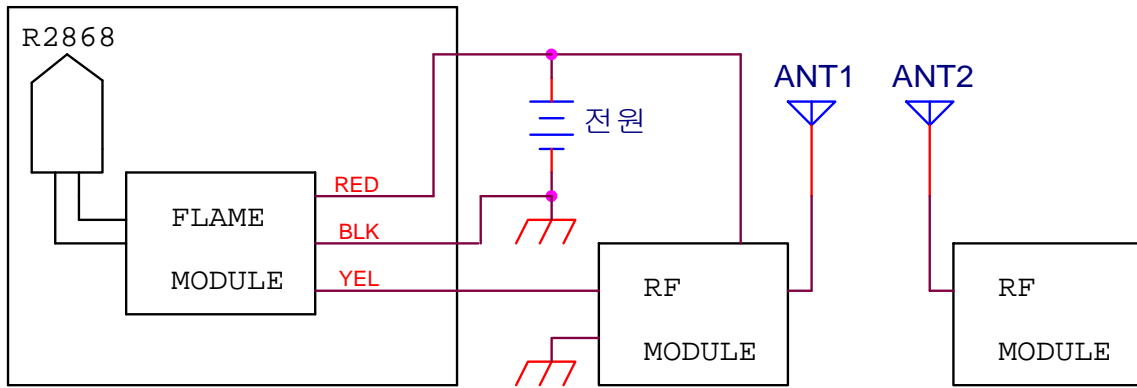 R2868
FLAME
MODULE
RED
BLK
YEL
전원
ANT1
ANT2
RF
MODULE
RF
MODULE